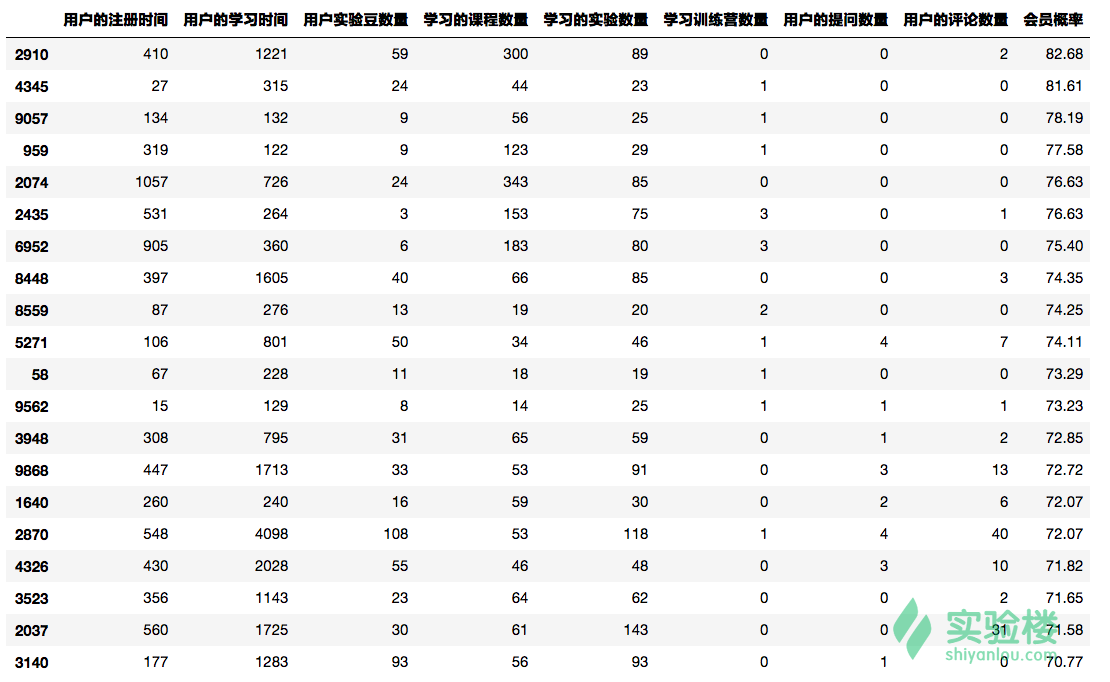 用户的注册时间 用户的学习时间 用户实验豆数量 学习的课程数量 学习的实验数量 学习训练营数量 用户的提问数量 用户的评论数量 会员概率
2910 410 1221 59 300 89 0 0 2 82.68
4345 27 315 24 44 23 1 0 0 81.61
9057 134 132 9 56 25 1 0 0 78.19
959 319 122 9 123 29 1 0 0 77.58
2074 1057 726 24 343 85 0 0 0 76.63
2435 531 264 3 153 75 3 0 1 76.63
6952 905 360 6 183 80 3 0 0 75.40
8448 397 1605 40 66 85 0 0 3 74.35
8559 87 276 13 19 20 2 0 0 74.25
5271 106 801 50 34 46 1 4 7 74.11
58 67 228 11 18 19 1 0 0 73.29
9562 15 129 8 14 25 1 1 1 73.23
3948 308 795 31 65 59 0 1 2 72.85
9868 447 1713 33 53 91 0 3 13 72.72
1640 260 240 16 59 30 0 2 6 72.07
2870 548 4098 108 53 118 1 4 40 72.07
4326 430 2028 55 46 48 0 3 10 71.82
3523 356 1143 23 64 62 0 0 2 71.65
2037 560 1725 30 61 143 0 0 31 71.58
3140 177 1283 93 56 93 0 1 0 70.77
实验楼
shiyanlou.com